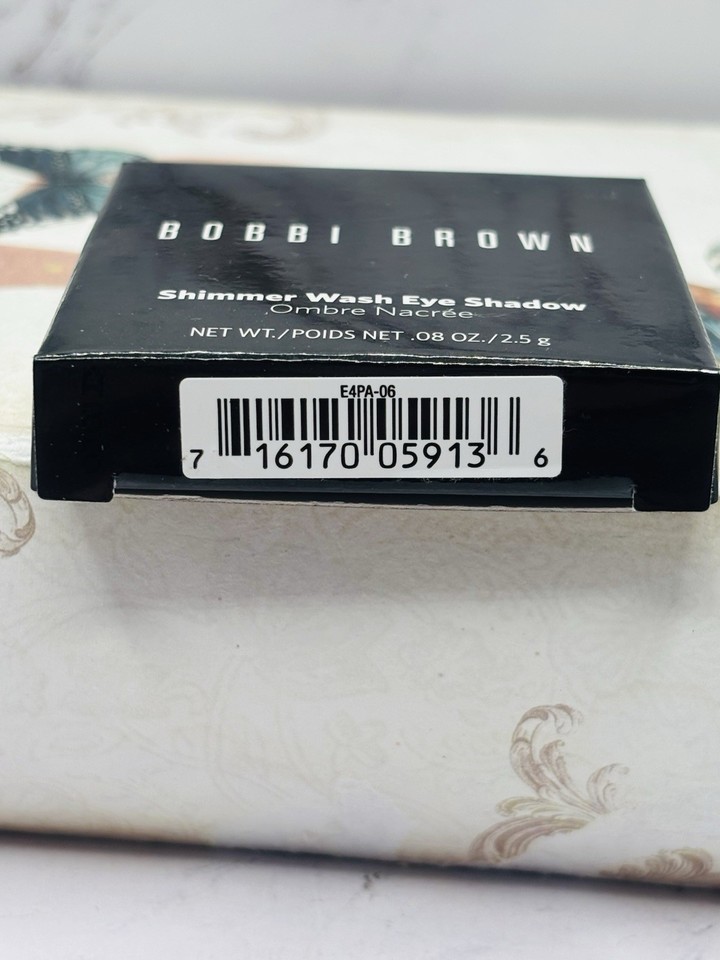 BOBBI BROWN
Shimmer Wash Eye Shadow
Ombre Nacrée
NET WT./POIDS NET .08 OZ./2.5 g
E4PA-06
7 16170 05913 6